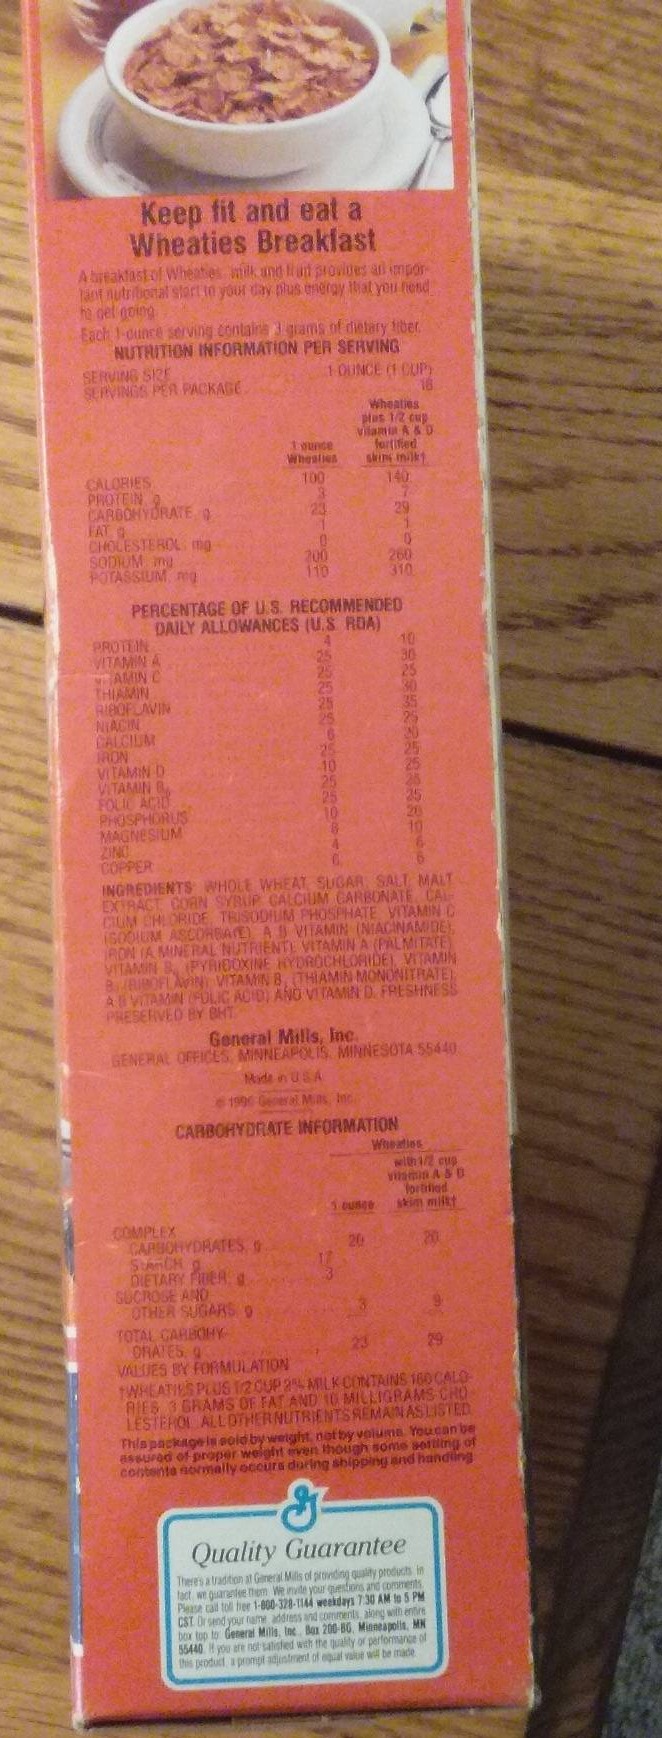 Keep fit and eat a
Wheaties Breakfast
A breakfast of Wheaties, milk and fruit provides an impor-
tant nutritional start to your day plus energy that you need
to get going.
Each 1-ounce serving contains 3 grams of dietary fiber.
NUTRITION INFORMATION PER SERVING
SERVING SIZE 1 OUNCE (1 CUP)
SERVINGS PER PACKAGE 18
Wheaties
plus 1/2 cup
vitamin A & D
1 ounce fortified
Wheaties skim milk†
CALORIES 100 140
PROTEIN, g 3 7
CARBOHYDRATE, g 23 29
FAT, g 1 1
CHOLESTEROL, mg 0 0
SODIUM, mg 200 260
POTASSIUM, mg 110 310
PERCENTAGE OF U.S. RECOMMENDED
DAILY ALLOWANCES (U.S. RDA)
PROTEIN 4 10
VITAMIN A 25 30
VITAMIN C 25 25
THIAMIN 25 30
RIBOFLAVIN 25 35
NIACIN 25 25
CALCIUM 6 20
IRON 25 25
VITAMIN D 10 25
VITAMIN B6 25 25
FOLIC ACID 25 25
PHOSPHORUS 10 20
MAGNESIUM 8 10
ZINC 4 6
COPPER 6 6
INGREDIENTS: WHOLE WHEAT, SUGAR, SALT, MALT
EXTRACT, CORN SYRUP, CALCIUM CARBONATE, CAL-
CIUM CHLORIDE, TRISODIUM PHOSPHATE, VITAMIN C
(SODIUM ASCORBATE), A B VITAMIN (NIACINAMIDE),
IRON (A MINERAL NUTRIENT), VITAMIN A (PALMITATE),
VITAMIN B6 (PYRIDOXINE HYDROCHLORIDE), VITAMIN
B2 (RIBOFLAVIN), VITAMIN B1 (THIAMIN MONONITRATE),
A B VITAMIN (FOLIC ACID) AND VITAMIN D. FRESHNESS
PRESERVED BY BHT.
General Mills, Inc.
GENERAL OFFICES, MINNEAPOLIS, MINNESOTA 55440
Made in U.S.A.
© General Mills, Inc.
CARBOHYDRATE INFORMATION
Wheaties
with 1/2 cup
vitamin A & D
fortified
1 ounce skim milk†
COMPLEX
CARBOHYDRATES, g 20 20
STARCH, g 17
DIETARY FIBER, g 3
SUCROSE AND
OTHER SUGARS, g 3 9
TOTAL CARBOHY-
DRATES, g 23 29
VALUES BY FORMULATION
†WHEATIES PLUS 1/2 CUP 2% MILK CONTAINS 160 CALO-
RIES, 3 GRAMS OF FAT AND 10 MILLIGRAMS CHO-
LESTEROL. ALL OTHER NUTRIENTS REMAIN AS LISTED.
This package is sold by weight, not by volume. You can be
assured of proper weight even though some settling of
contents normally occurs during shipping and handling
Quality Guarantee
There's a tradition at General Mills of providing quality products. In
fact, we guarantee them. We invite your questions and comments.
Please call toll free 1-800-328-1144 weekdays 7:30 AM to 5 PM
CST. Or send your name, address and comments, along with entire
box top to: General Mills, Inc., Box 200-BG, Minneapolis, MN
55440. If you are not satisfied with the quality or performance of
this product, a prompt adjustment of equal value will be made.